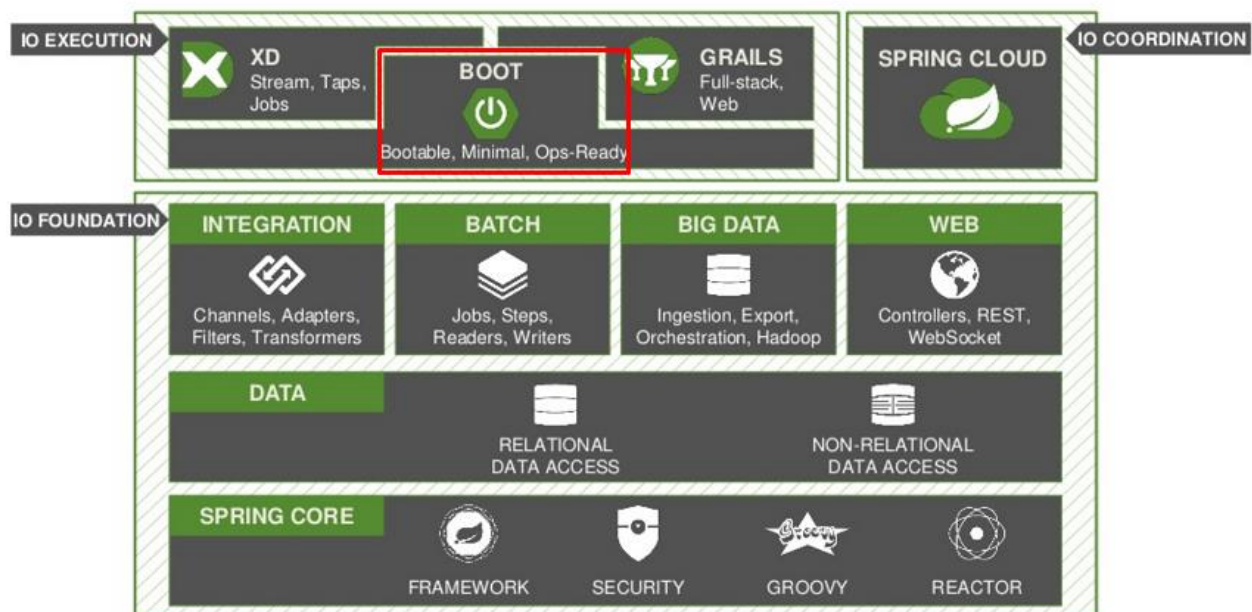 IO EXECUTION
XD
Stream, Taps,
Jobs
BOOT
Bootable, Minimal, Ops-Ready
GRAILS
Full-stack,
Web
SPRING CLOUD
IO COORDINATION
IO FOUNDATION
INTEGRATION
Channels, Adapters,
Filters, Transformers
BATCH
Jobs, Steps,
Readers, Writers
BIG DATA
Ingestion, Export,
Orchestration, Hadoop
WEB
Controllers, REST,
WebSocket
DATA
RELATIONAL
DATA ACCESS
NON-RELATIONAL
DATA ACCESS
SPRING CORE
FRAMEWORK
SECURITY
Groovy
GROOVY
REACTOR